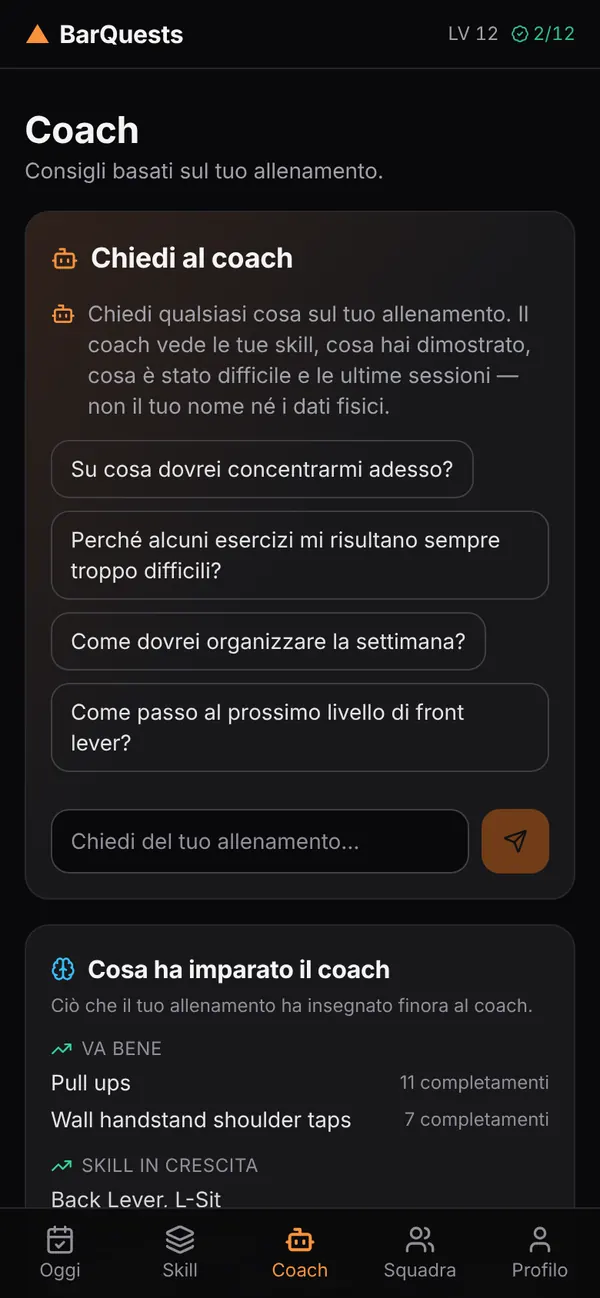 BarQuests
LV 12
2/12
Coach
Consigli basati sul tuo allenamento.
Chiedi al coach
Chiedi qualsiasi cosa sul tuo allenamento. Il
coach vede le tue skill, cosa hai dimostrato,
cosa è stato difficile e le ultime sessioni —
non il tuo nome né i dati fisici.
Su cosa dovrei concentrarmi adesso?
Perché alcuni esercizi mi risultano sempre
troppo difficili?
Come dovrei organizzare la settimana?
Come passo al prossimo livello di front
lever?
Chiedi del tuo allenamento...
Cosa ha imparato il coach
Ciò che il tuo allenamento ha insegnato finora al coach.
VA BENE
Pull ups
11 completamenti
Wall handstand shoulder taps
7 completamenti
SKILL IN CRESCITA
Back Lever, L-Sit
Oggi
Skill
Coach
Squadra
Profilo